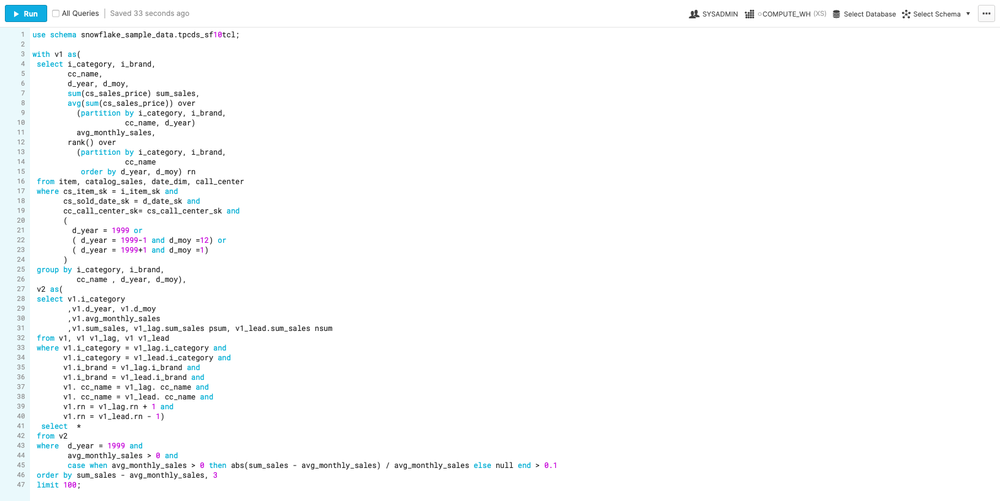 Run All Queries Saved 33 seconds ago SYSADMIN COMPUTE_WH (XS) Select Database Select Schema
1 use schema snowflake_sample_data.tpcds_sf10tcl;
2
3 with v1 as(
4 select i_category, i_brand,
5 cc_name,
6 d_year, d_moy,
7 sum(cs_sales_price) sum_sales,
8 avg(sum(cs_sales_price)) over
9 (partition by i_category, i_brand,
10 cc_name, d_year)
11 avg_monthly_sales,
12 rank() over
13 (partition by i_category, i_brand,
14 cc_name
15 order by d_year, d_moy) rn
16 from item, catalog_sales, date_dim, call_center
17 where cs_item_sk = i_item_sk and
18 cs_sold_date_sk = d_date_sk and
19 cc_call_center_sk= cs_call_center_sk and
20 (
21 d_year = 1999 or
22 ( d_year = 1999-1 and d_moy =12) or
23 ( d_year = 1999+1 and d_moy =1)
24 )
25 group by i_category, i_brand,
26 cc_name , d_year, d_moy),
27 v2 as(
28 select v1.i_category
29 ,v1.d_year, v1.d_moy
30 ,v1.avg_monthly_sales
31 ,v1.sum_sales, v1_lag.sum_sales psum, v1_lead.sum_sales nsum
32 from v1, v1 v1_lag, v1 v1_lead
33 where v1.i_category = v1_lag.i_category and
34 v1.i_category = v1_lead.i_category and
35 v1.i_brand = v1_lag.i_brand and
36 v1.i_brand = v1_lead.i_brand and
37 v1. cc_name = v1_lag. cc_name and
38 v1. cc_name = v1_lead. cc_name and
39 v1.rn = v1_lag.rn + 1 and
40 v1.rn = v1_lead.rn - 1)
41 select *
42 from v2
43 where d_year = 1999 and
44 avg_monthly_sales > 0 and
45 case when avg_monthly_sales > 0 then abs(sum_sales - avg_monthly_sales) / avg_monthly_sales else null end > 0.1
46 order by sum_sales - avg_monthly_sales, 3
47 limit 100;